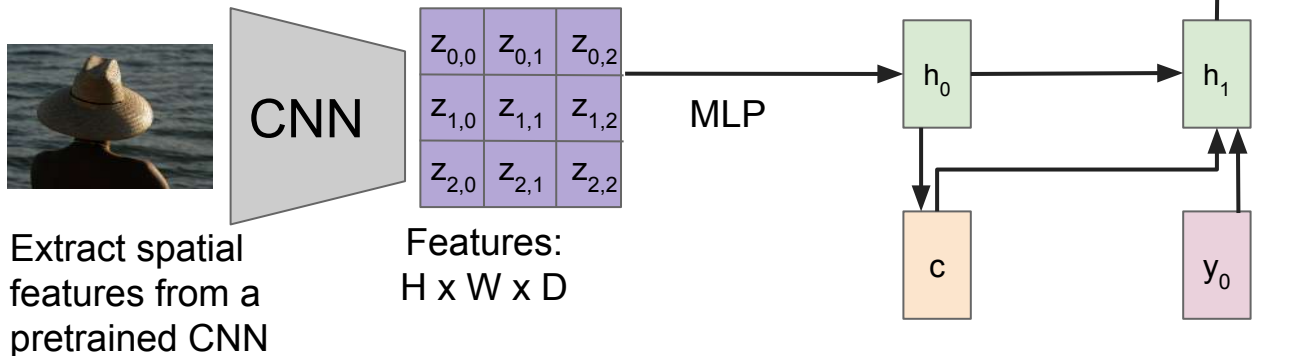 CNN
z0,0 z0,1 z0,2
z1,0 z1,1 z1,2
z2,0 z2,1 z2,2
MLP
h0
h1
Extract spatial
features from a
pretrained CNN
Features:
H x W x D
c
y0